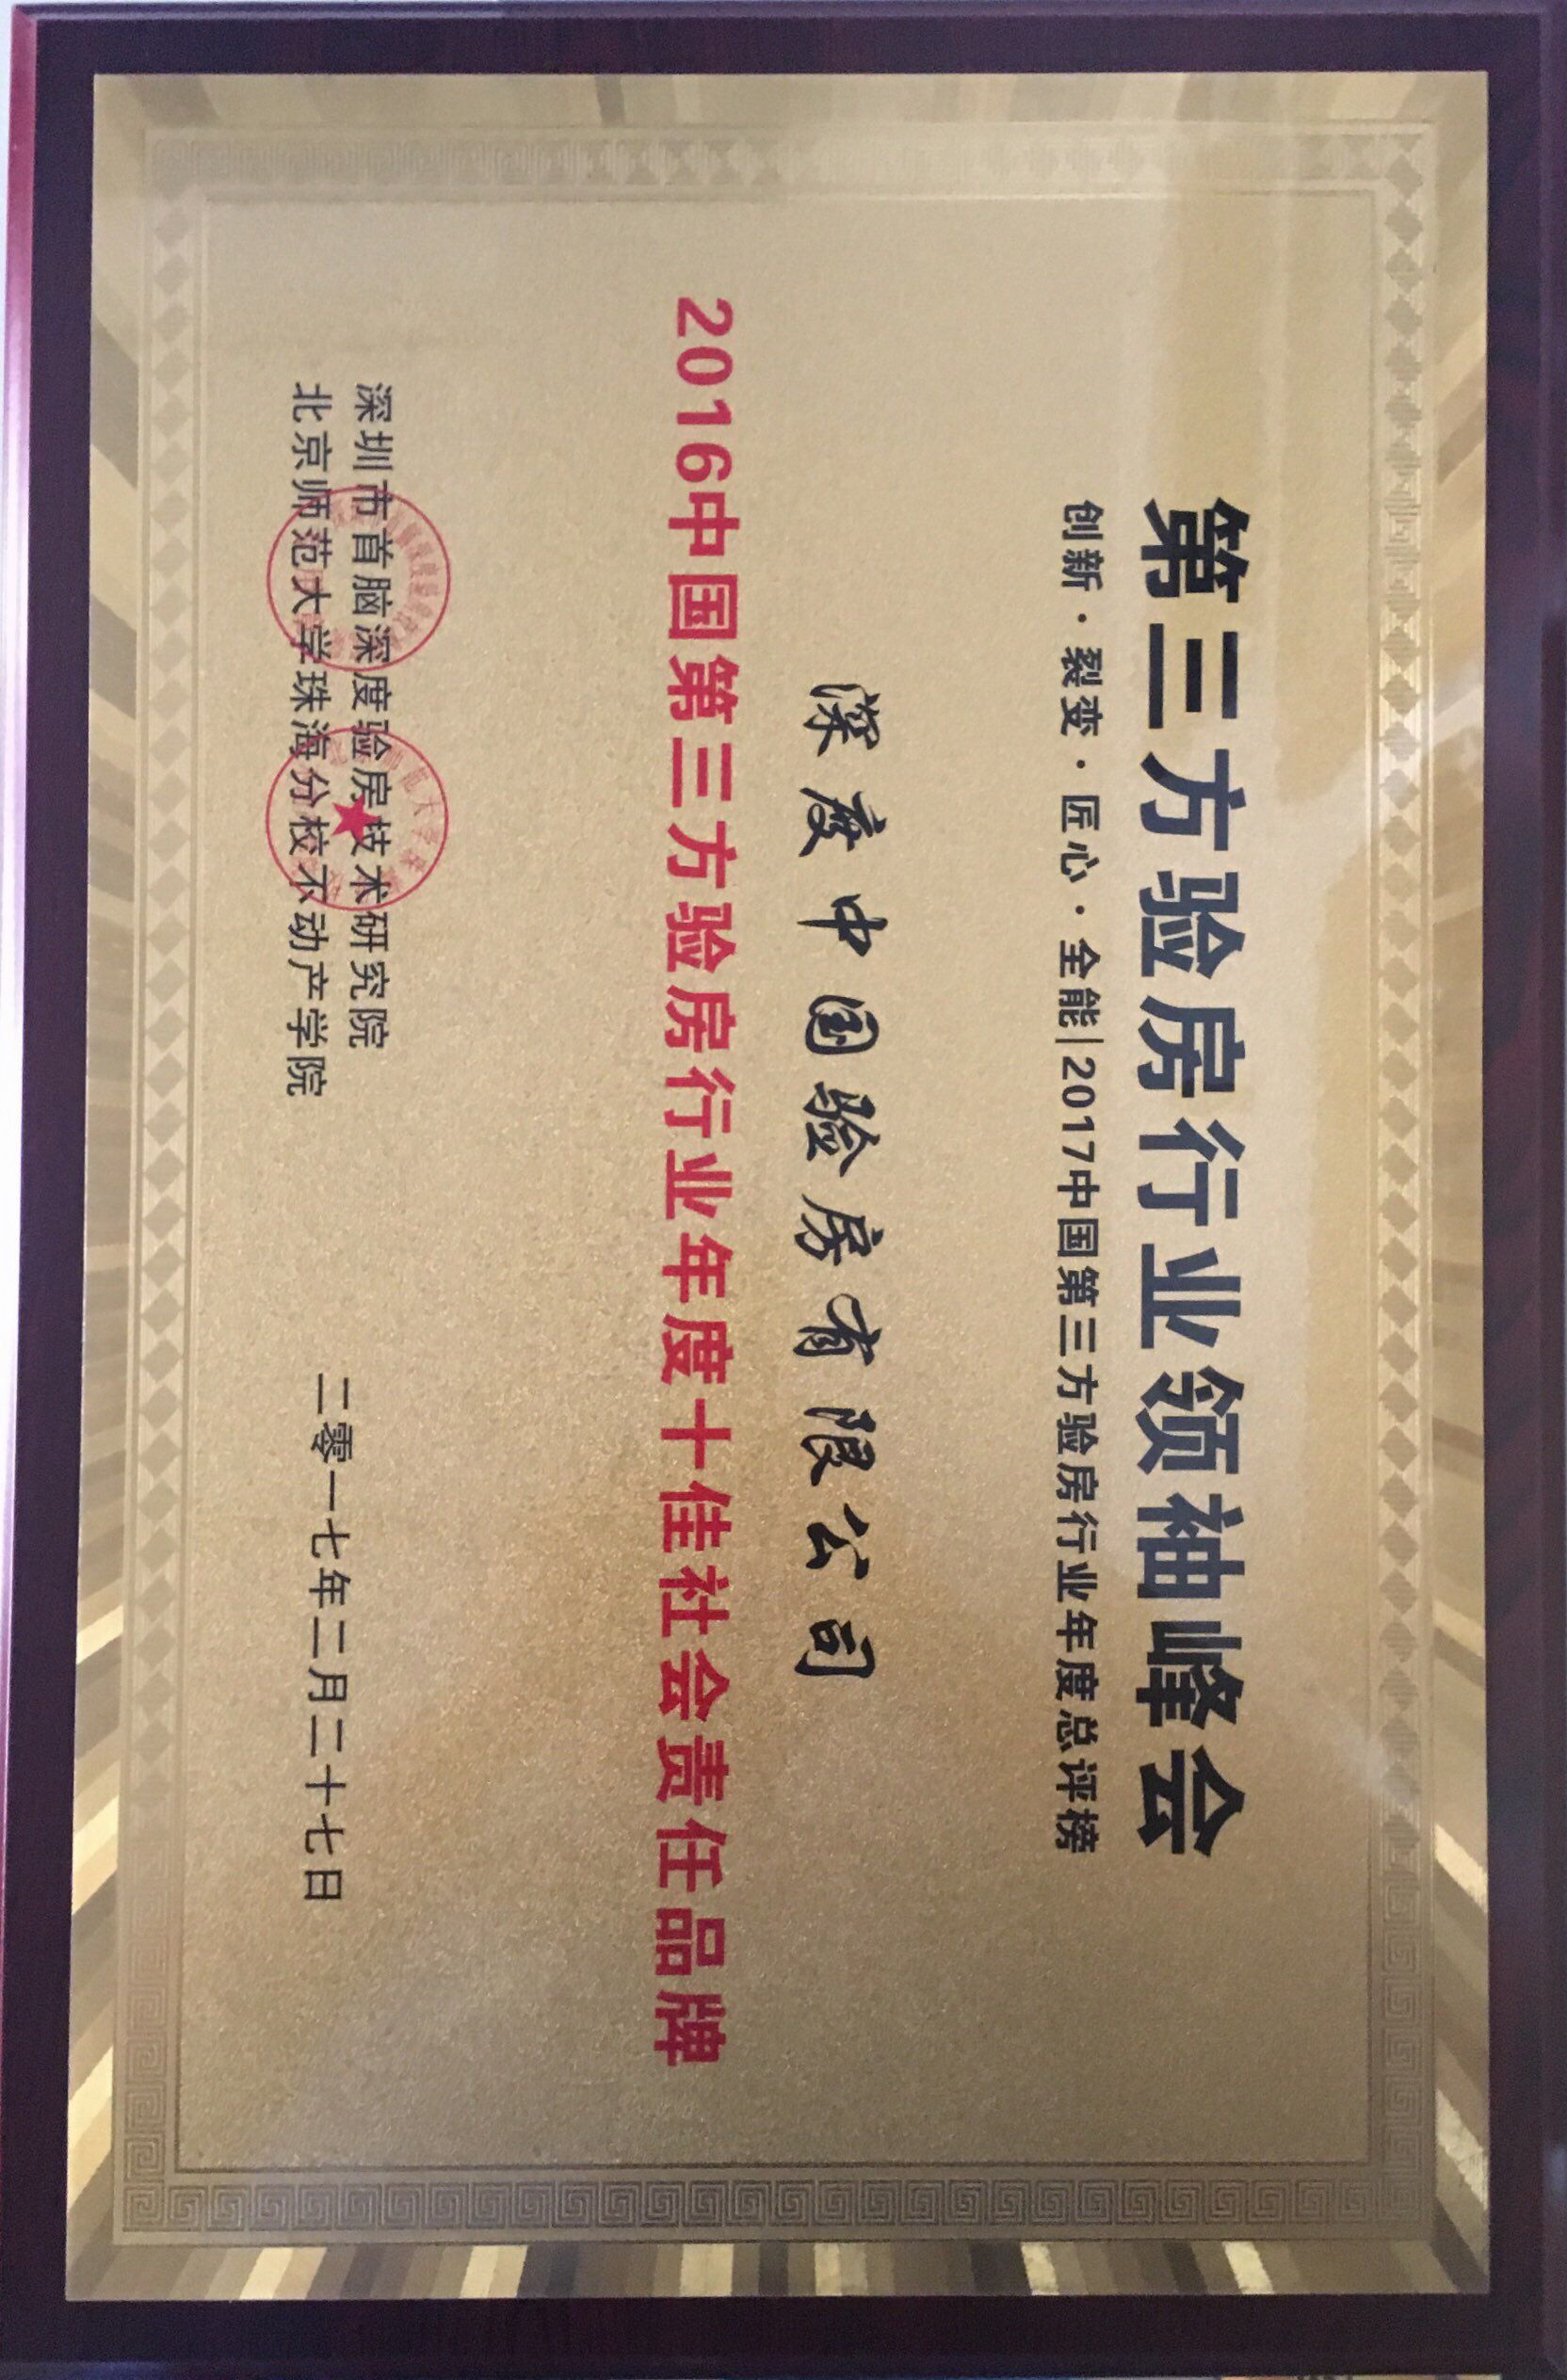 第三方验房行业领袖峰会
创新·裂变·匠心·全能|2017中国第三方验房行业年度总评榜
深度中国验房有限公司
2016中国第三方验房行业年度十佳社会责任品牌
深圳市首脑深度验房技术研究院
北京师范大学珠海分校不动产学院
二零一七年二月二十七日